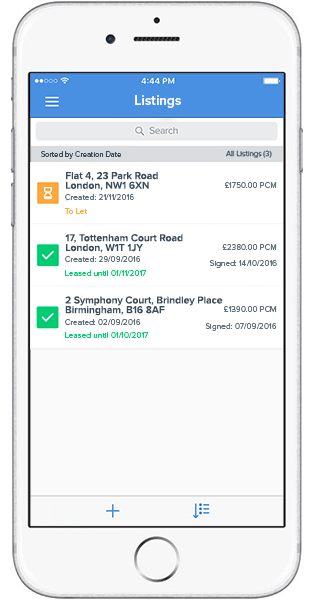 4:44 PM
Listings
Search
Sorted by Creation Date All Listings (3)
Flat 4, 23 Park Road
London, NW1 6XN
£1750.00 PCM
Created: 21/11/2016
To Let
17, Tottenham Court Road
London, W1T 1JY
£2380.00 PCM
Created: 29/09/2016
Signed: 14/10/2016
Leased until 01/11/2017
2 Symphony Court, Brindley Place
Birmingham, B16 8AF
£1390.00 PCM
Created: 02/09/2016
Signed: 07/09/2016
Leased until 01/10/2017